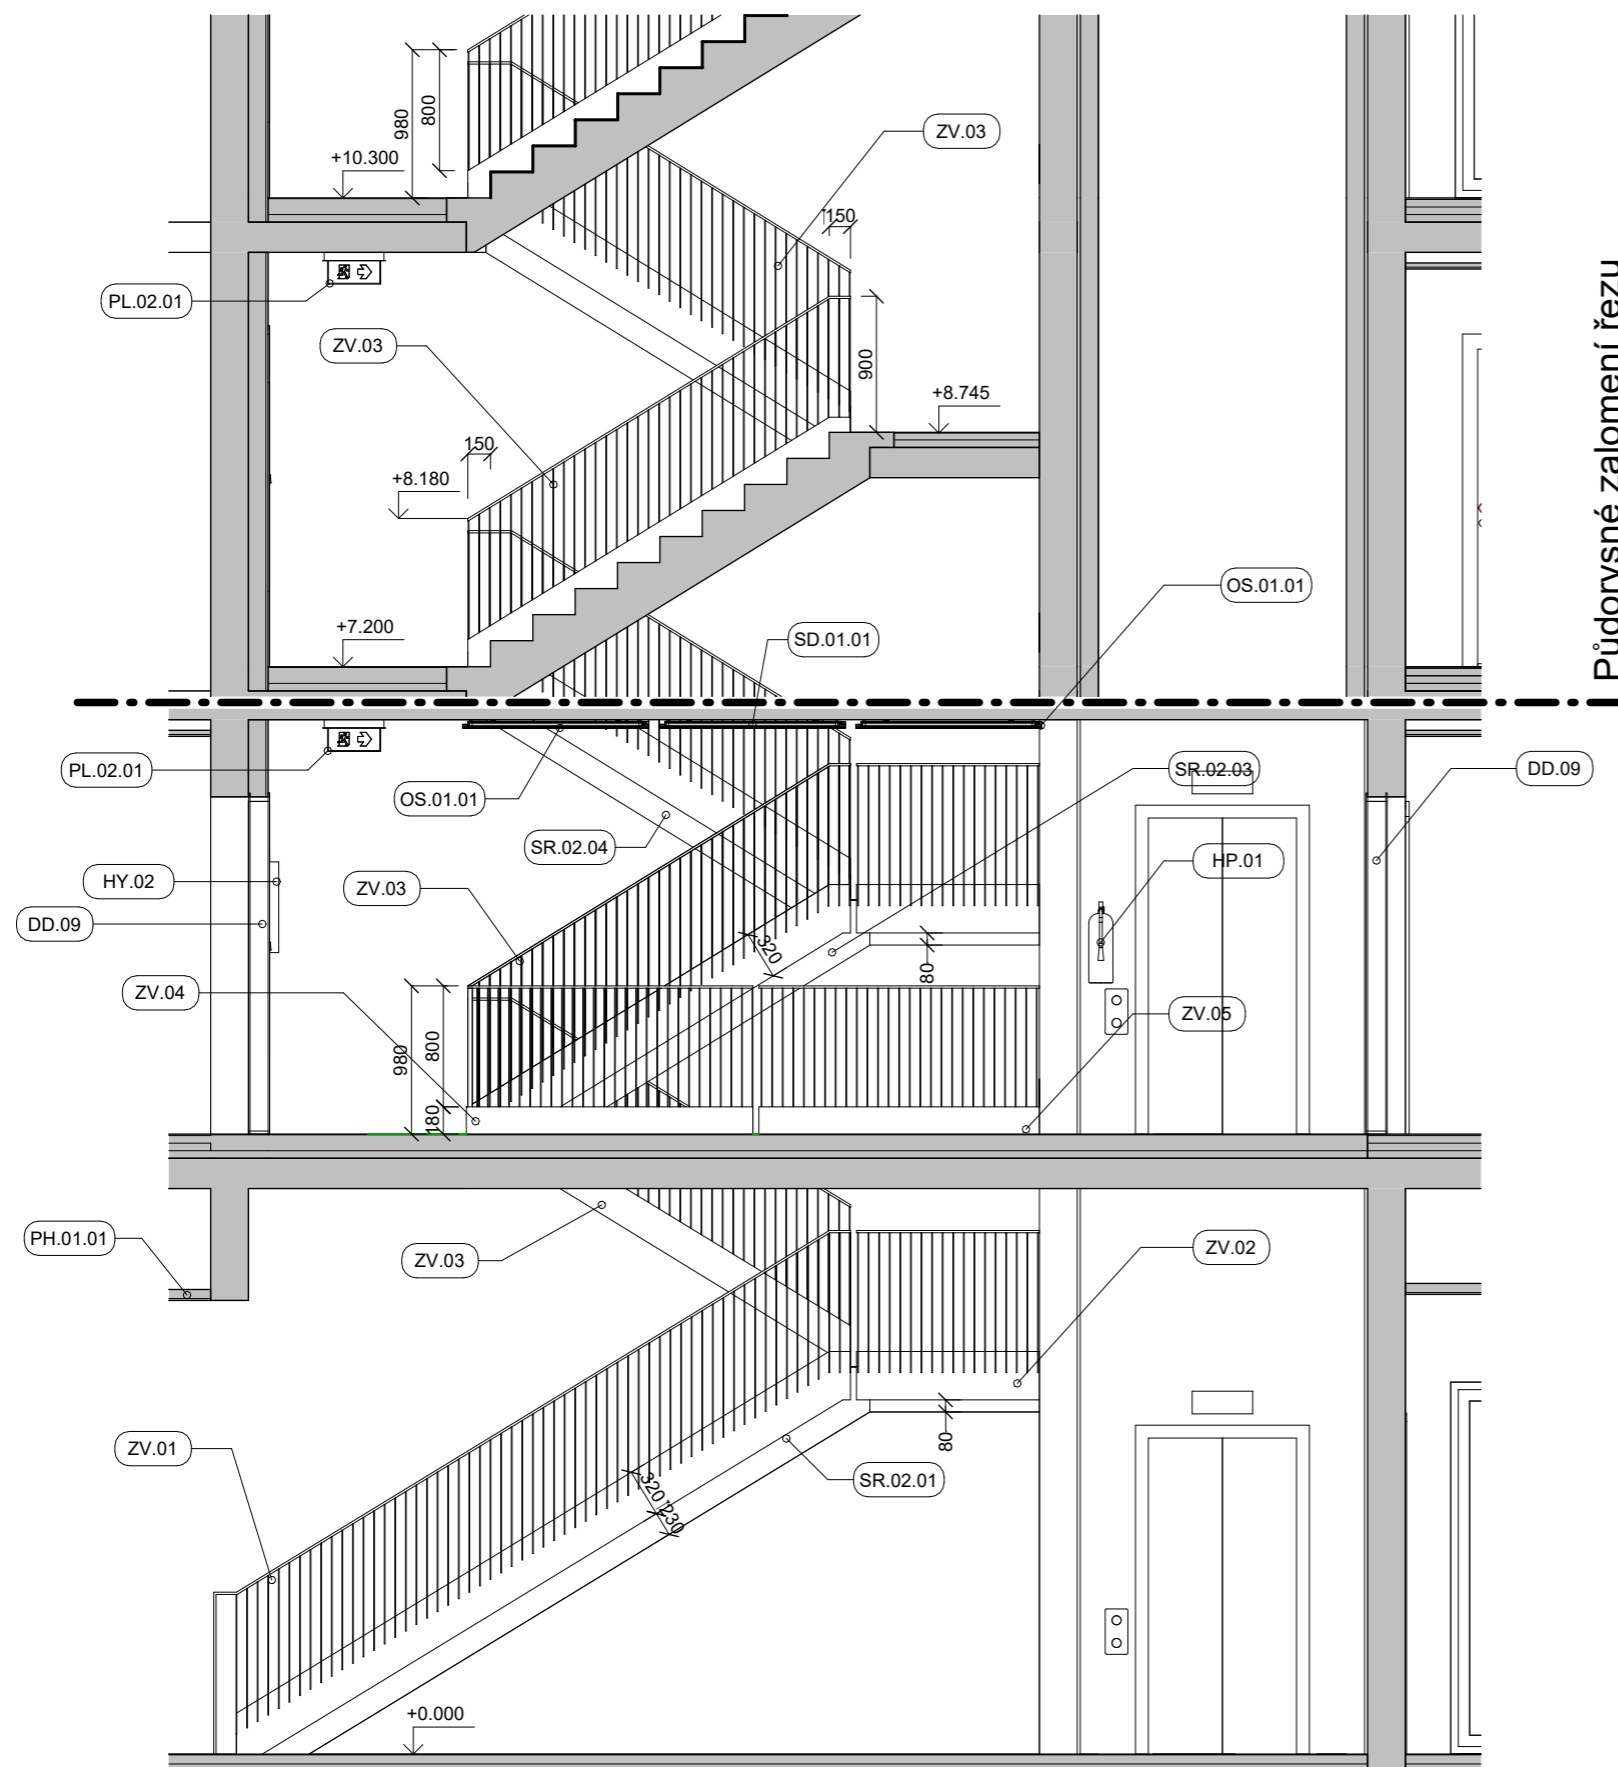 980
800
ZV.03
+10.300
150
PL.02.01
ZV.03
900
+8.745
150
+8.180
OS.01.01
+7.200
SD.01.01
Půdorysné zalomení řezu
PL.02.01
OS.01.01
SR.02.03
DD.09
SR.02.04
HP.01
HY.02
ZV.03
DD.09
320
80
ZV.04
ZV.05
980
800
180
PH.01.01
ZV.03
ZV.02
ZV.01
80
SR.02.01
320
230
+0.000